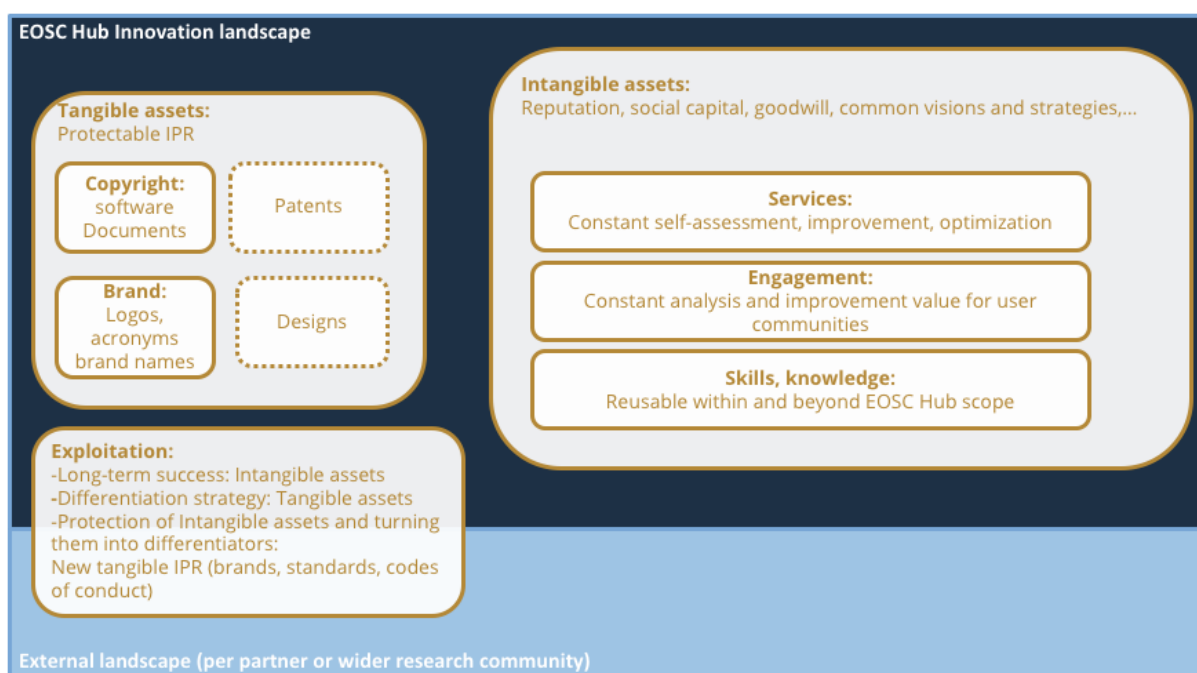 EOSC Hub Innovation landscape
Tangible assets:
Protectable IPR
Copyright:
software
Documents
Patents
Brand:
Logos,
acronyms
brand names
Designs
Intangible assets:
Reputation, social capital, goodwill, common visions and strategies,...
Services:
Constant self-assessment, improvement, optimization
Engagement:
Constant analysis and improvement value for user
communities
Skills, knowledge:
Reusable within and beyond EOSC Hub scope
Exploitation:
-Long-term success: Intangible assets
-Differentiation strategy: Tangible assets
-Protection of Intangible assets and turning
them into differentiators:
New tangible IPR (brands, standards, codes
of conduct)
External landscape (per partner or wider research community)